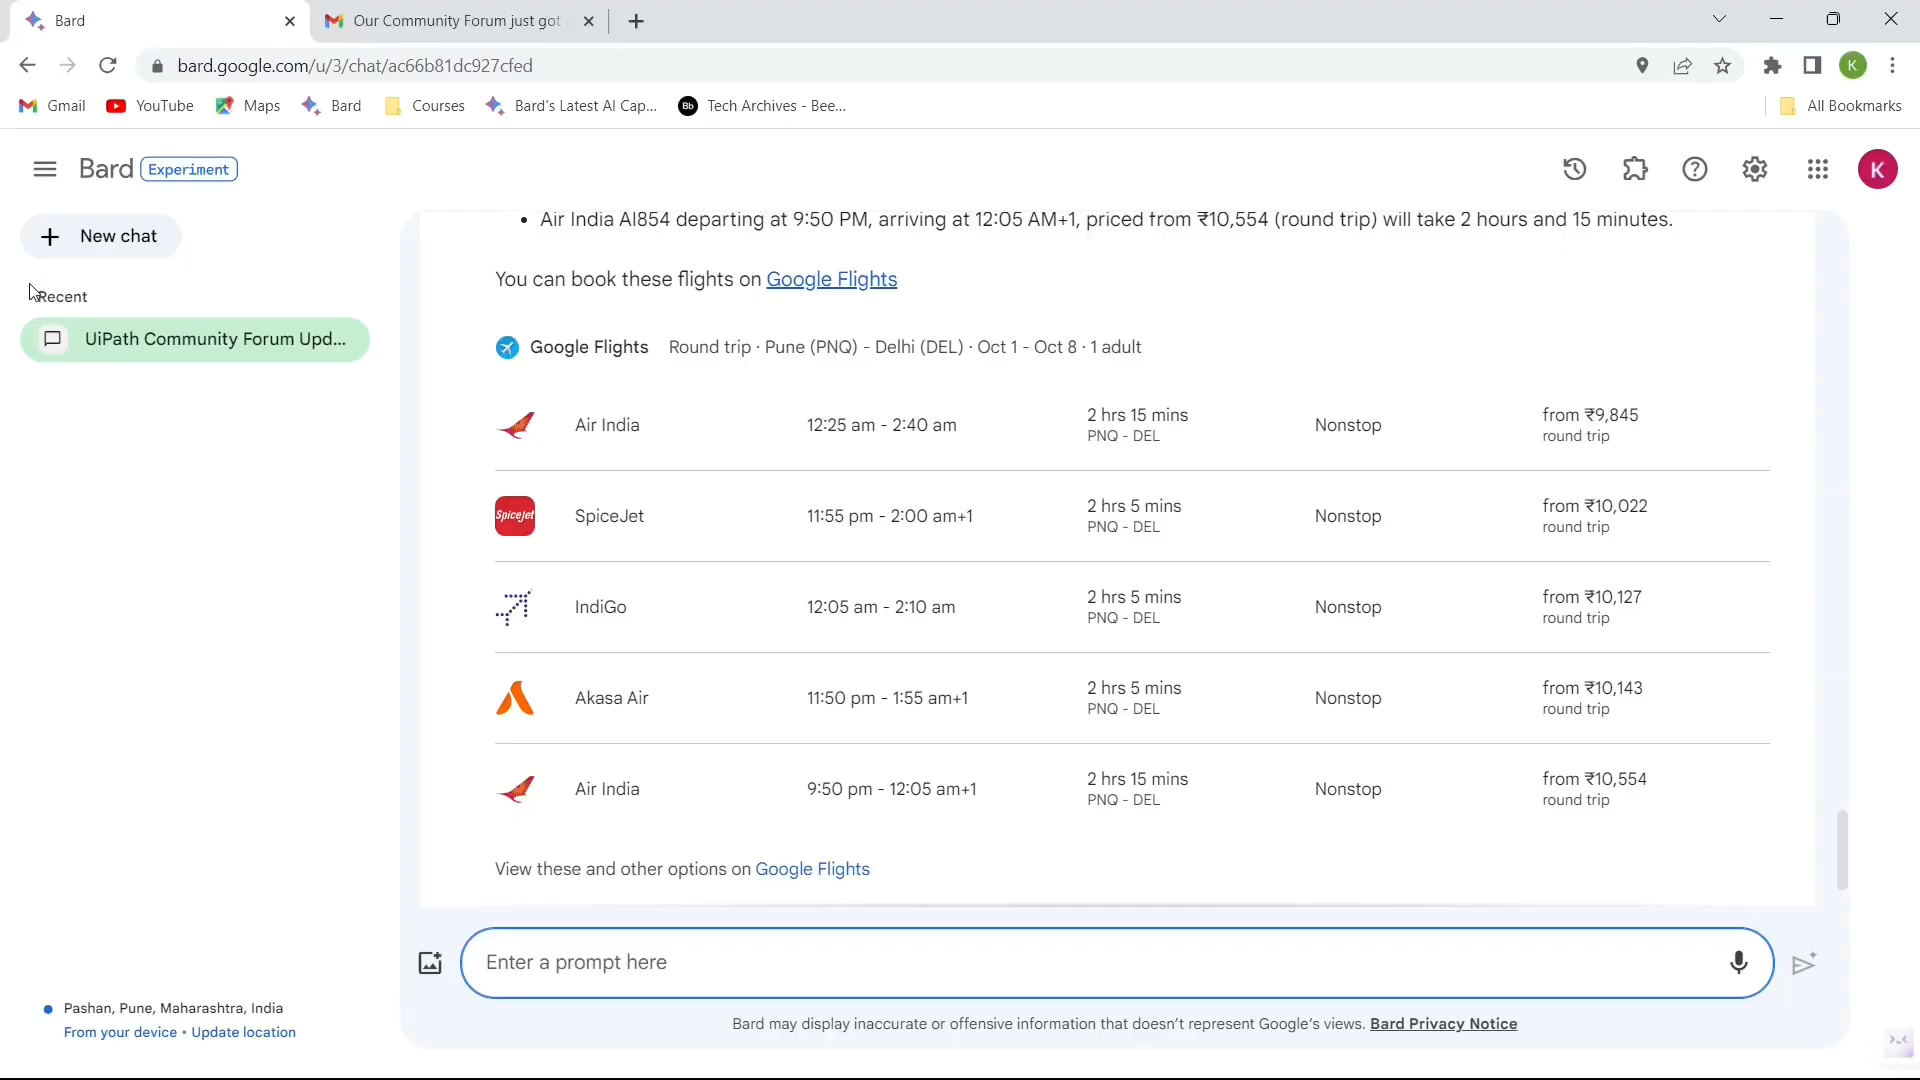 Bard
Our Community Forum just got
bard.google.com/u/3/chat/ac66b81dc927cfed
K
Gmail
YouTube
Maps
Bard
Courses
Bard's Latest AI Cap...
Bb
Tech Archives - Bee...
All Bookmarks
Bard Experiment
K
New chat
Recent
UiPath Community Forum Upd...
• Air India AI854 departing at 9:50 PM, arriving at 12:05 AM+1, priced from ₹10,554 (round trip) will take 2 hours and 15 minutes.
You can book these flights on Google Flights
Google Flights Round trip · Pune (PNQ) - Delhi (DEL) · Oct 1 - Oct 8 · 1 adult
Air India 12:25 am - 2:40 am 2 hrs 15 mins Nonstop from ₹9,845
PNQ - DEL round trip
SpiceJet SpiceJet 11:55 pm - 2:00 am+1 2 hrs 5 mins Nonstop from ₹10,022
PNQ - DEL round trip
IndiGo 12:05 am - 2:10 am 2 hrs 5 mins Nonstop from ₹10,127
PNQ - DEL round trip
Akasa Air 11:50 pm - 1:55 am+1 2 hrs 5 mins Nonstop from ₹10,143
PNQ - DEL round trip
Air India 9:50 pm - 12:05 am+1 2 hrs 15 mins Nonstop from ₹10,554
PNQ - DEL round trip
View these and other options on Google Flights
Enter a prompt here
Bard may display inaccurate or offensive information that doesn't represent Google's views. Bard Privacy Notice
Pashan, Pune, Maharashtra, India
From your device • Update location